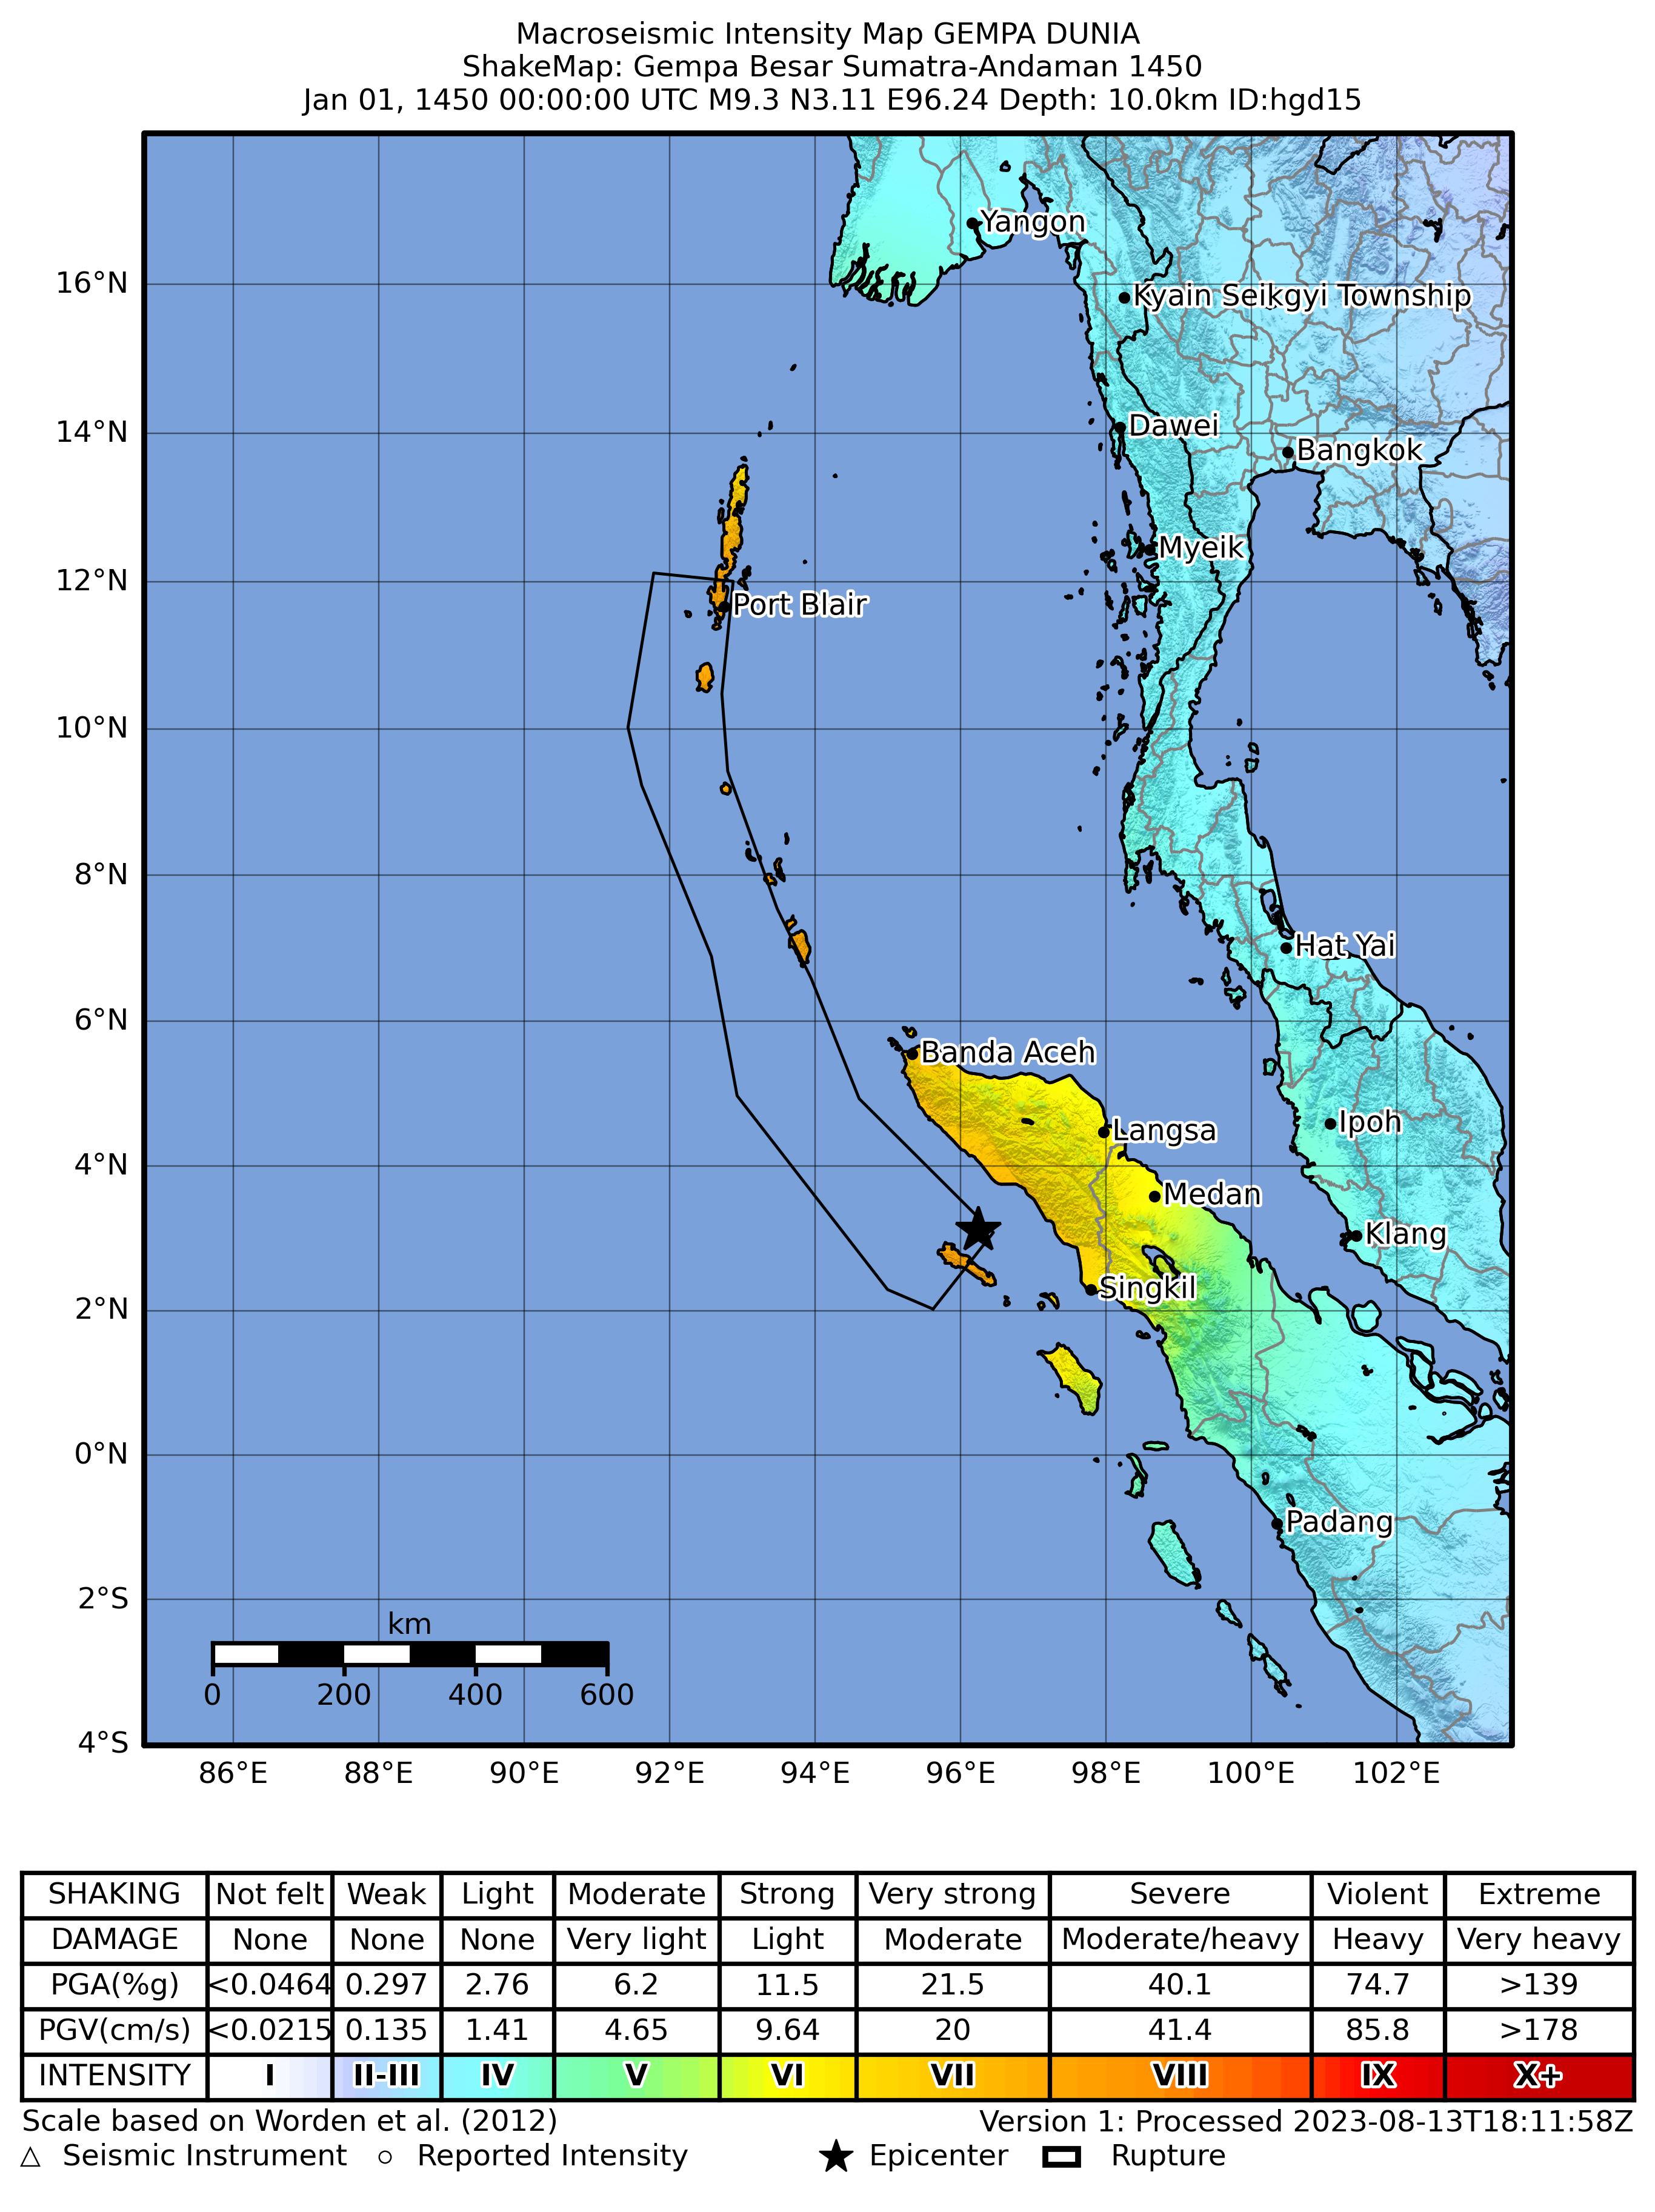 Macroseismic Intensity Map GEMPA DUNIA
ShakeMap: Gempa Besar Sumatra-Andaman 1450
Jan 01, 1450 00:00:00 UTC M9.3 N3.11 E96.24 Depth: 10.0km ID:hgd15
Yangon
16°N
Kyain Seikgyi Township
14°N
Dawei
Bangkok
Myeik
12°N
Port Blair
10°N
8°N
Hat Yai
6°N
Banda Aceh
Ipoh
Langsa
4°N
Medan
Klang
Singkil
2°N
0°N
Padang
2°S
km
0 200 400 600
4°S
86°E 88°E 90°E 92°E 94°E 96°E 98°E 100°E 102°E
SHAKING Not felt Weak Light Moderate Strong Very strong Severe Violent Extreme
DAMAGE None None None Very light Light Moderate Moderate/heavy Heavy Very heavy
PGA(%g) <0.0464 0.297 2.76 6.2 11.5 21.5 40.1 74.7 >139
PGV(cm/s) <0.0215 0.135 1.41 4.65 9.64 20 41.4 85.8 >178
INTENSITY I II-III IV V VI VII VIII IX X+
Scale based on Worden et al. (2012) Version 1: Processed 2023-08-13T18:11:58Z
Seismic Instrument Reported Intensity Epicenter Rupture